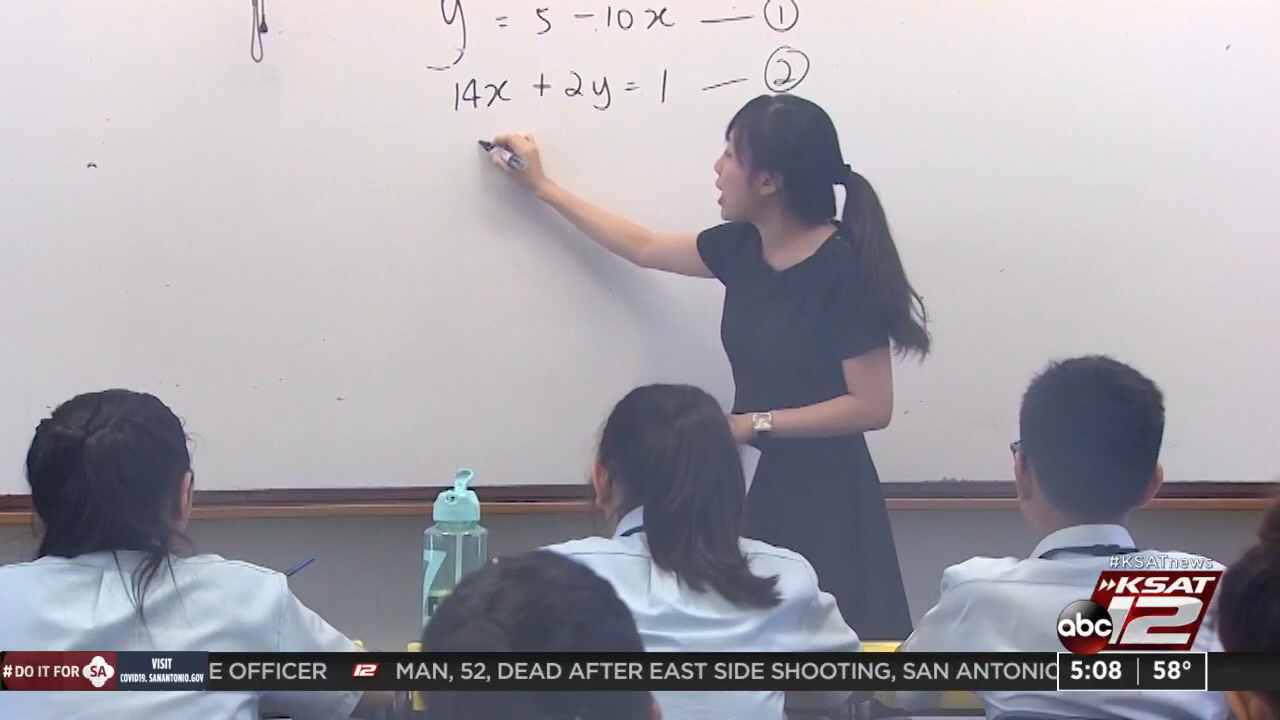 y = 5 - 10x — ①
14x + 2y = 1 — ②
#KSATnews
KSAT
abc 12
#DO IT FOR SA
VISIT
COVID19.SANANTONIO.GOV
E OFFICER 12 MAN, 52, DEAD AFTER EAST SIDE SHOOTING, SAN ANTONIO
5:08 58°